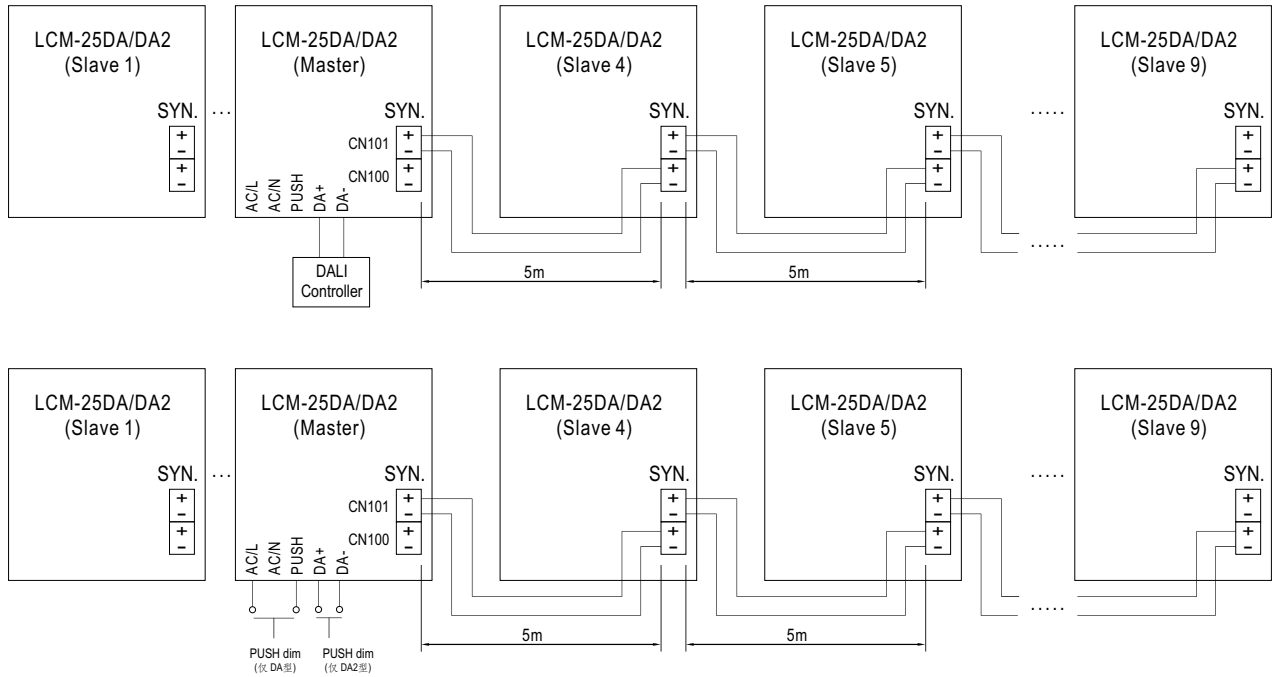 LCM-25DA/DA2
(Slave 1)
SYN.
+
−
+
−
...
LCM-25DA/DA2
(Master)
SYN.
CN101
CN100
+
−
+
−
AC/L
AC/N
PUSH
DA+
DA-
DALI
Controller
LCM-25DA/DA2
(Slave 4)
SYN.
+
−
+
−
5m
LCM-25DA/DA2
(Slave 5)
SYN.
+
−
+
−
5m
.....
.....
LCM-25DA/DA2
(Slave 9)
SYN.
+
−
+
−
LCM-25DA/DA2
(Slave 1)
SYN.
+
−
+
−
...
LCM-25DA/DA2
(Master)
SYN.
CN101
CN100
+
−
+
−
AC/L
AC/N
PUSH
DA+
DA-
PUSH dim
(仅 DA型)
PUSH dim
(仅 DA2型)
LCM-25DA/DA2
(Slave 4)
SYN.
+
−
+
−
5m
LCM-25DA/DA2
(Slave 5)
SYN.
+
−
+
−
5m
.....
.....
LCM-25DA/DA2
(Slave 9)
SYN.
+
−
+
−